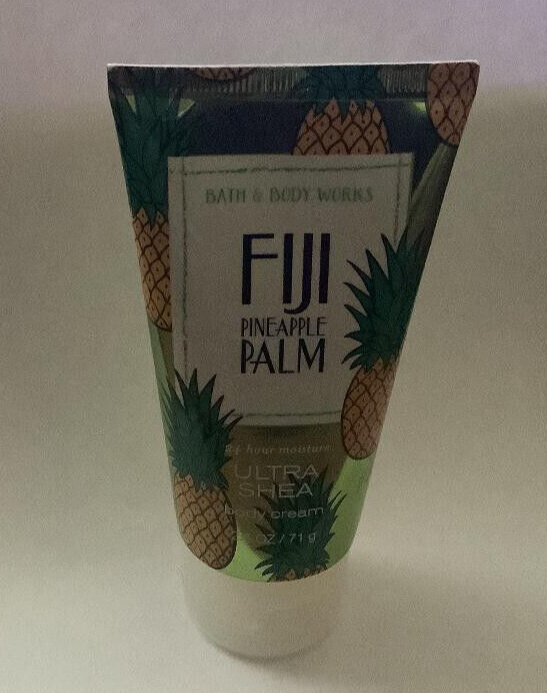 BATH & BODY WORKS
FIJI
PINEAPPLE
PALM
hour moisture
ULTRA
SHEA
body cream
OZ / 71 g